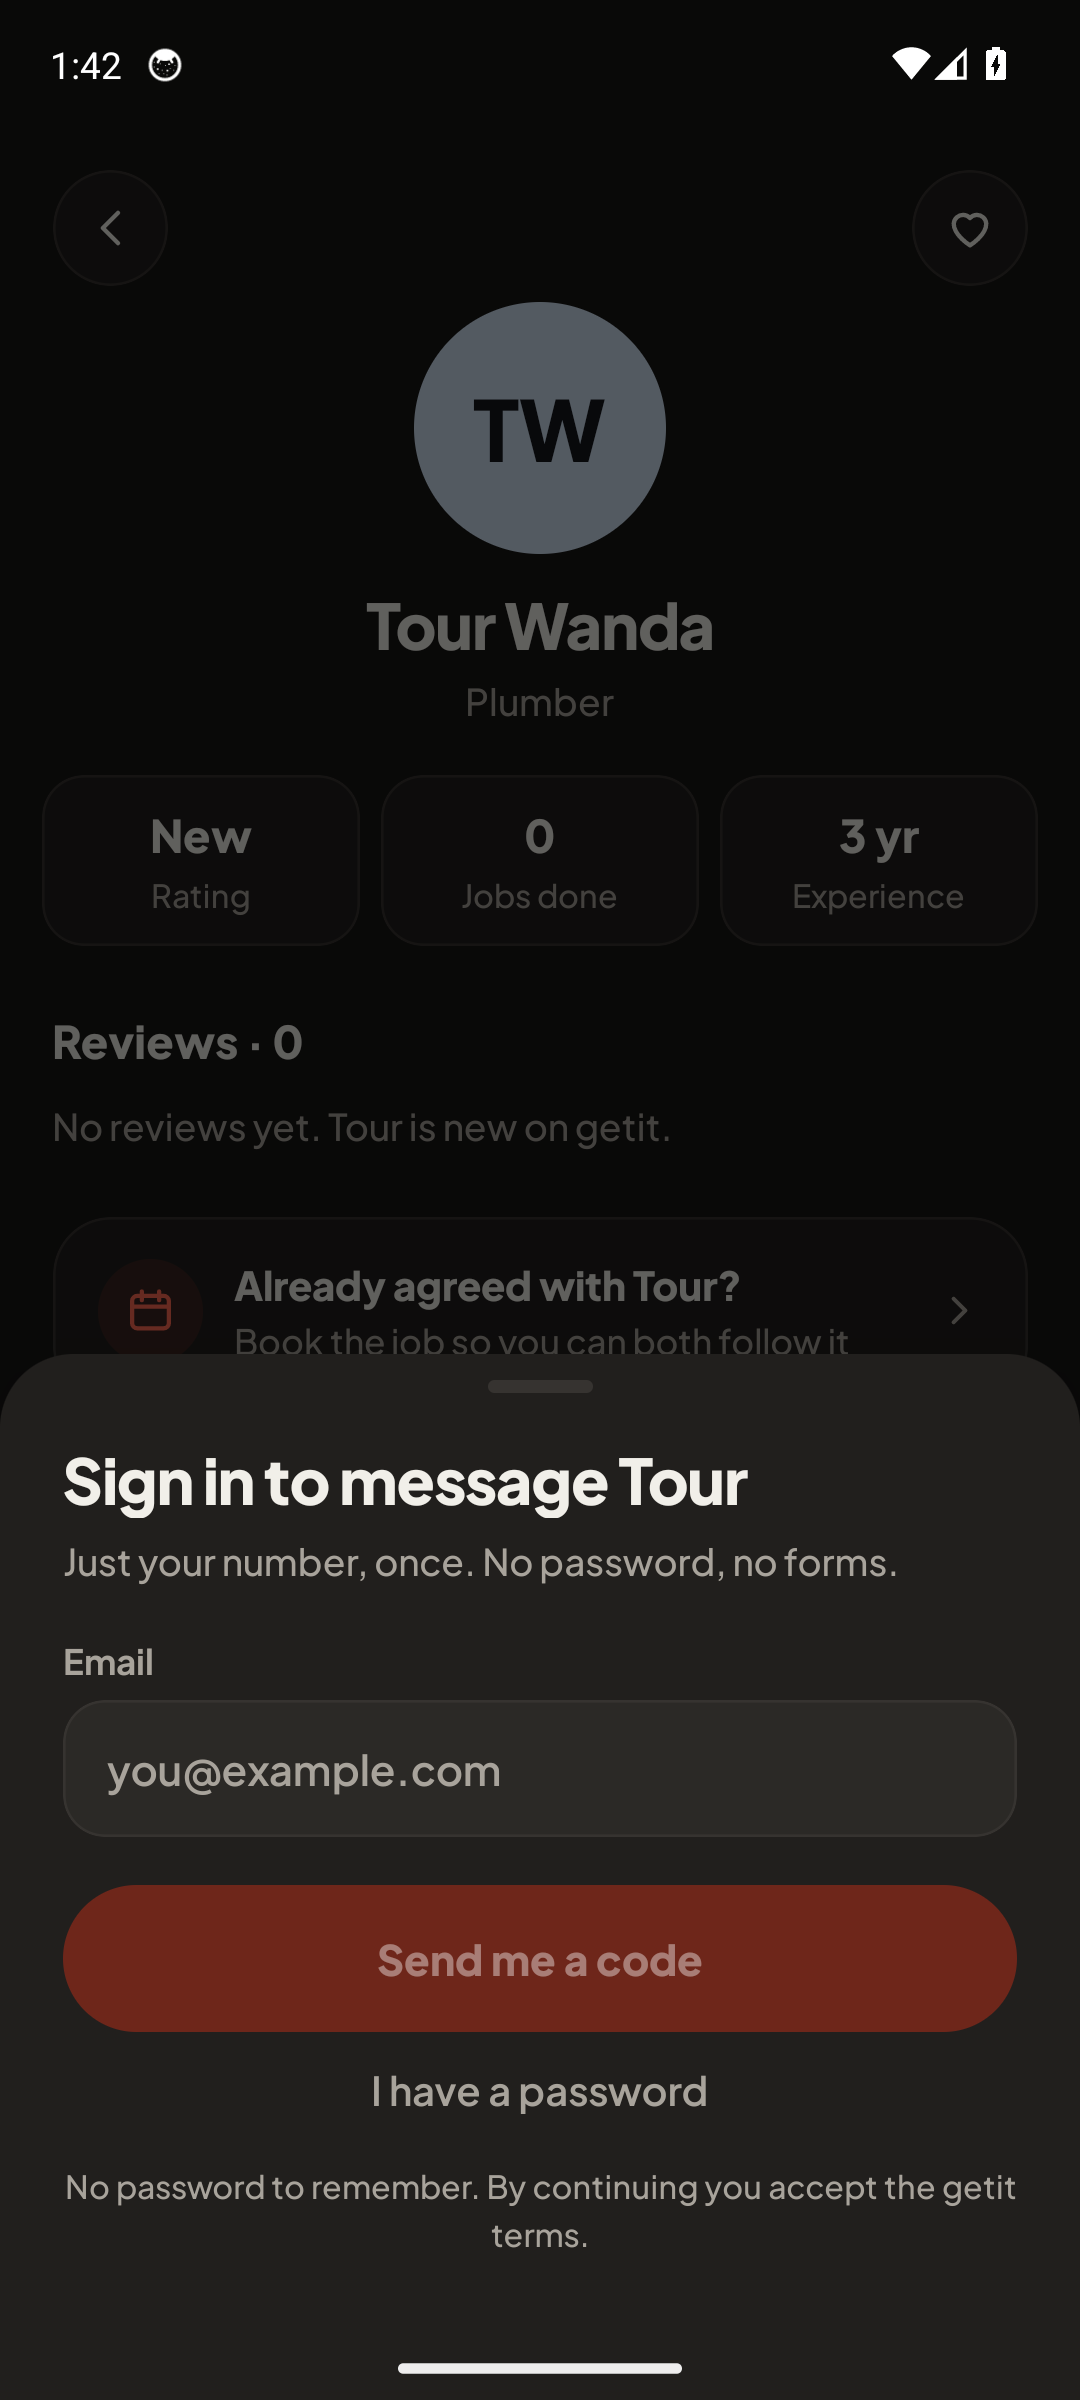 1:42
TW
Tour Wanda
Plumber
New
Rating
0
Jobs done
3 yr
Experience
Reviews · 0
No reviews yet. Tour is new on getit.
Already agreed with Tour?
Book the job so you can both follow it
Sign in to message Tour
Just your number, once. No password, no forms.
Email
you@example.com
Send me a code
I have a password
No password to remember. By continuing you accept the getit
terms.